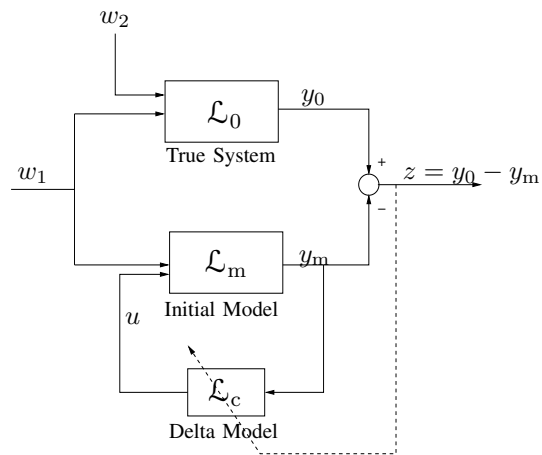 w₂
𝓛₀
y₀
True System
+
w₁
z = y₀ − yₘ
−
𝓛ₘ
yₘ
Initial Model
u
𝓛c
Delta Model